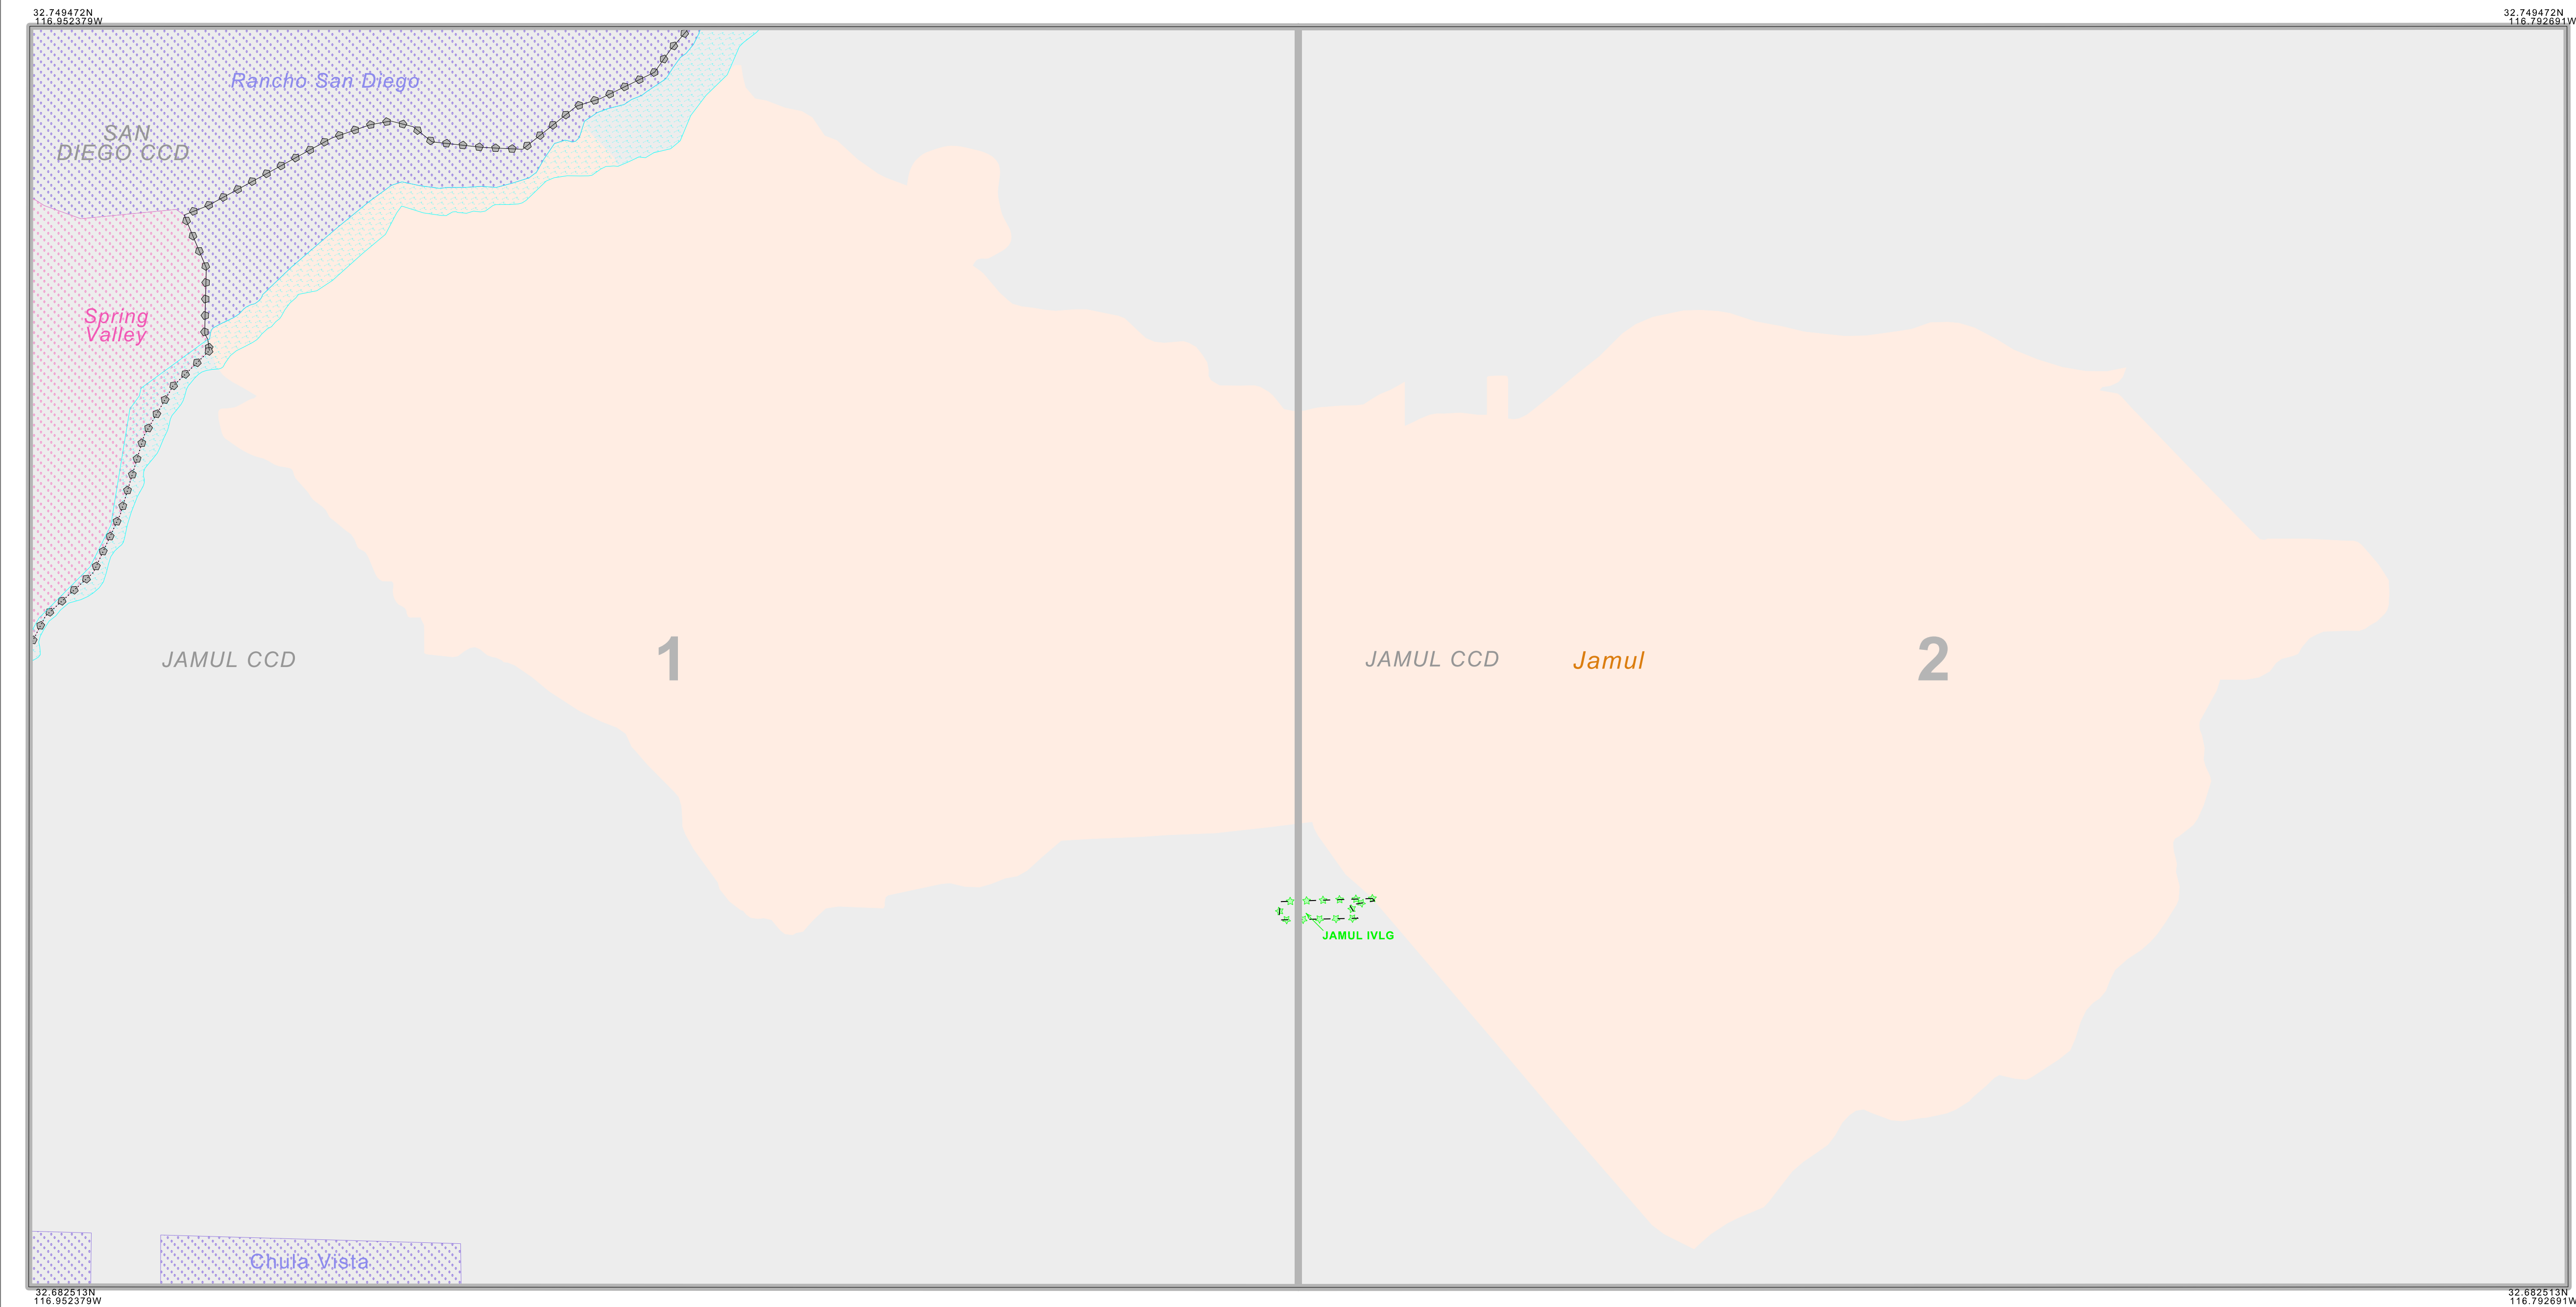 32.749472N
116.952379W
32.749472N
116.792691W
Rancho San Diego
SAN
DIEGO CCD
Spring
Valley
JAMUL CCD
1
JAMUL CCD
Jamul
2
JAMUL IVLG
Chula Vista
32.682513N
116.952379W
32.682513N
116.792691W